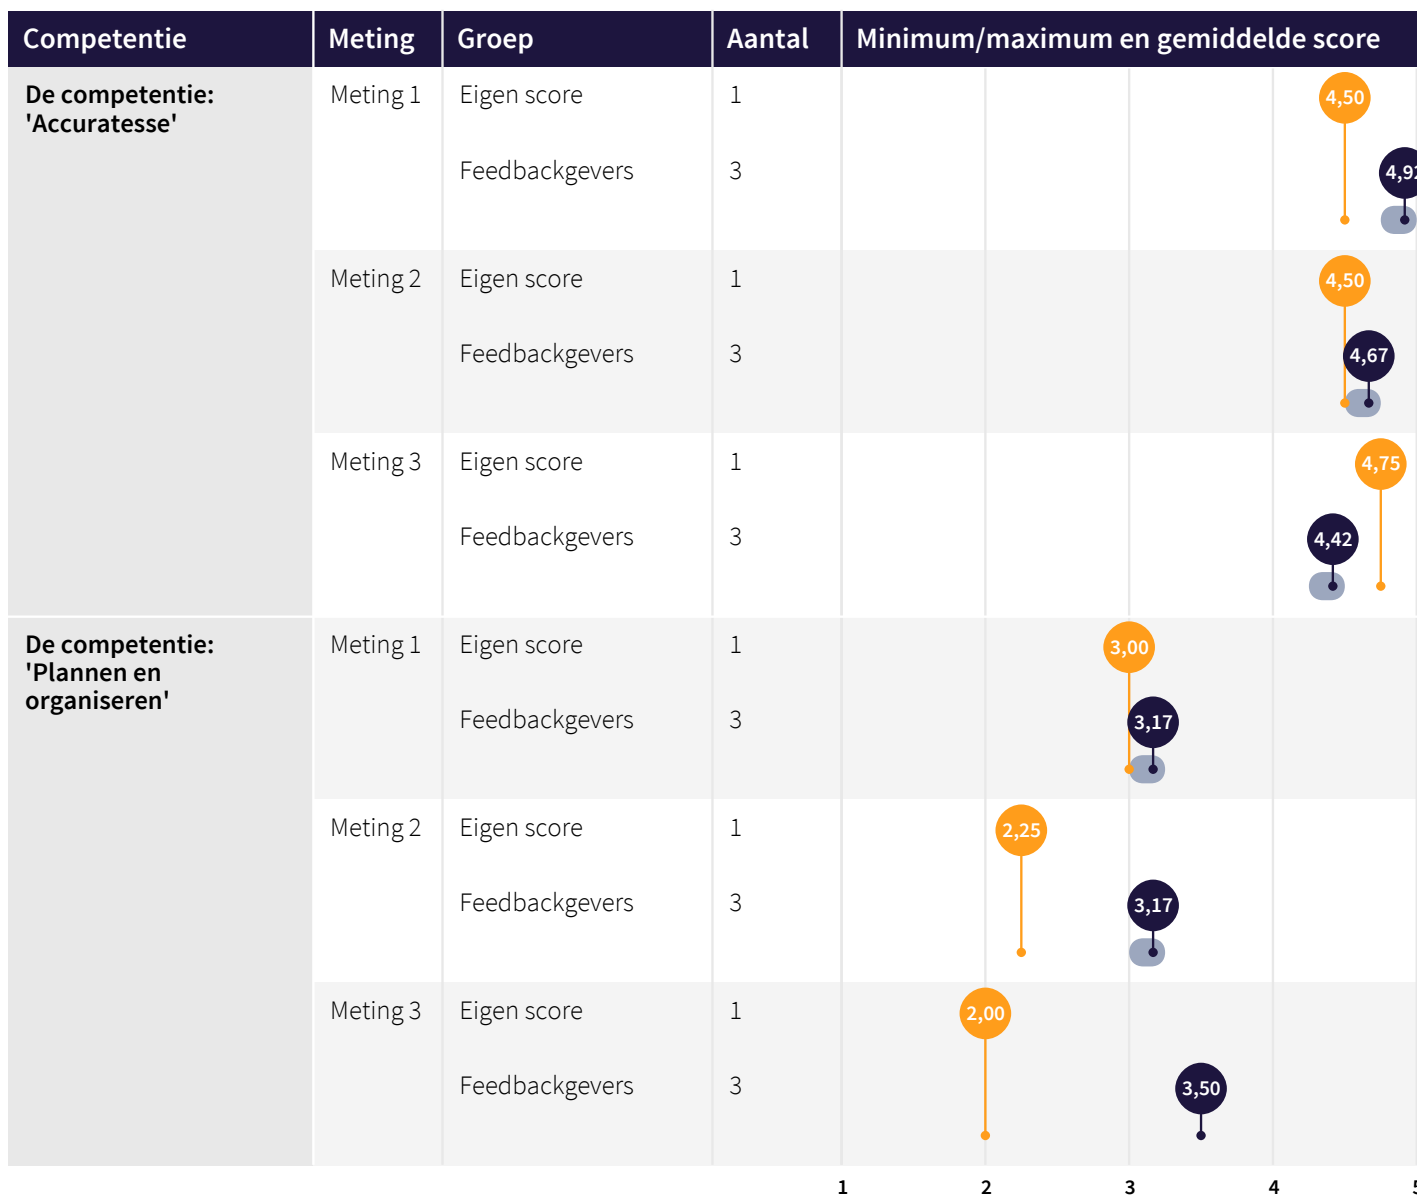 Competentie Meting Groep Aantal Minimum/maximum en gemiddelde score
De competentie: Meting 1 Eigen score 1 4,50
'Accuratesse'
Feedbackgevers 3 4,92
Meting 2 Eigen score 1 4,50
Feedbackgevers 3 4,67
Meting 3 Eigen score 1 4,75
Feedbackgevers 3 4,42
De competentie: Meting 1 Eigen score 1 3,00
'Plannen en
organiseren'
Feedbackgevers 3 3,17
Meting 2 Eigen score 1 2,25
Feedbackgevers 3 3,17
Meting 3 Eigen score 1 2,00
Feedbackgevers 3 3,50
1 2 3 4 5